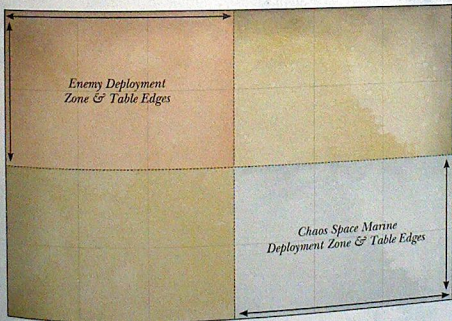 Enemy Deployment
Zone & Table Edges
Chaos Space Marine
Deployment Zone & Table Edges